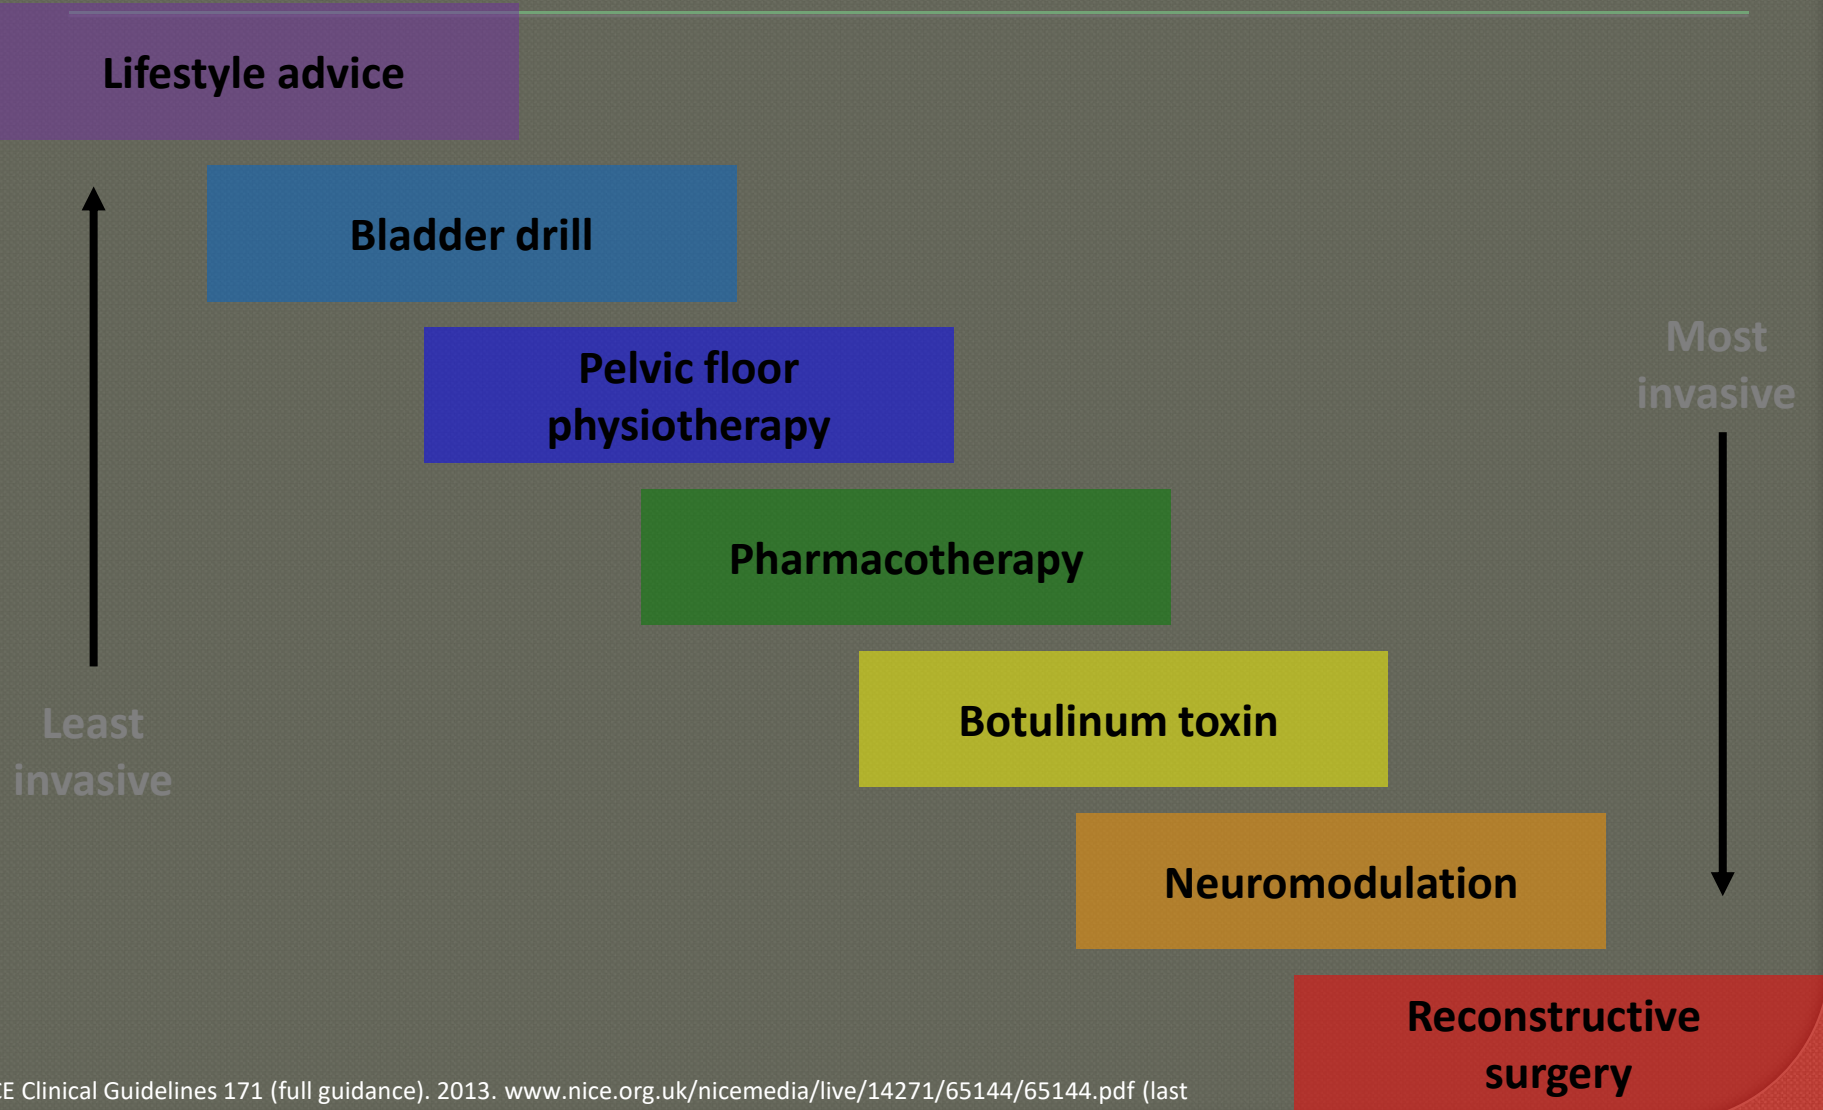 Lifestyle advice
Bladder drill
Pelvic floor
physiotherapy
Most
invasive
Pharmacotherapy
Botulinum toxin
Least
invasive
Neuromodulation
Reconstructive
surgery
CE Clinical Guidelines 171 (full guidance). 2013. www.nice.org.uk/nicemedia/live/14271/65144/65144.pdf (last